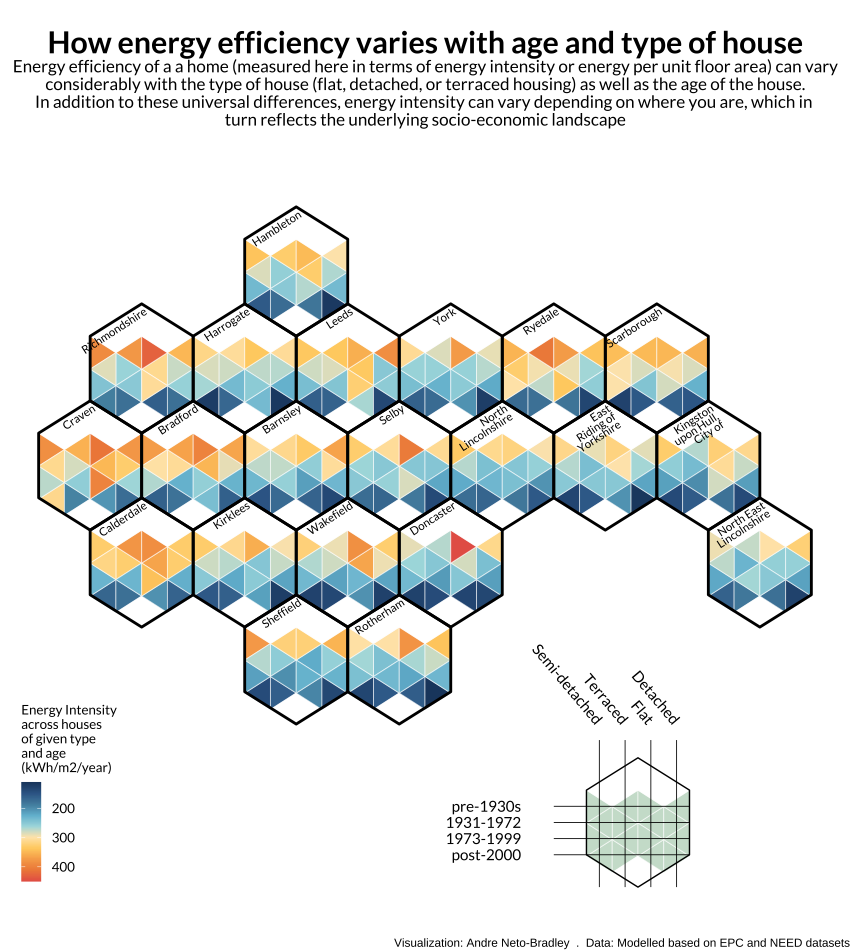 How energy efficiency varies with age and type of house
Energy efficiency of a a home (measured here in terms of energy intensity or energy per unit floor area) can vary
considerably with the type of house (flat, detached, or terraced housing) as well as the age of the house.
In addition to these universal differences, energy intensity can vary depending on where you are, which in
turn reflects the underlying socio-economic landscape
Hambleton
Richmondshire
Harrogate
Leeds
York
Ryedale
Scarborough
Craven
Bradford
Barnsley
Selby
North
Lincolnshire
East
Riding of
Yorkshire
Kingston
upon Hull,
City of
Calderdale
Kirklees
Wakefield
Doncaster
North East
Lincolnshire
Sheffield
Rotherham
Semi-detached
Terraced
Flat
Detached
Energy Intensity
across houses
of given type
and age
(kWh/m2/year)
200
300
400
pre-1930s
1931-1972
1973-1999
post-2000
Visualization: Andre Neto-Bradley . Data: Modelled based on EPC and NEED datasets